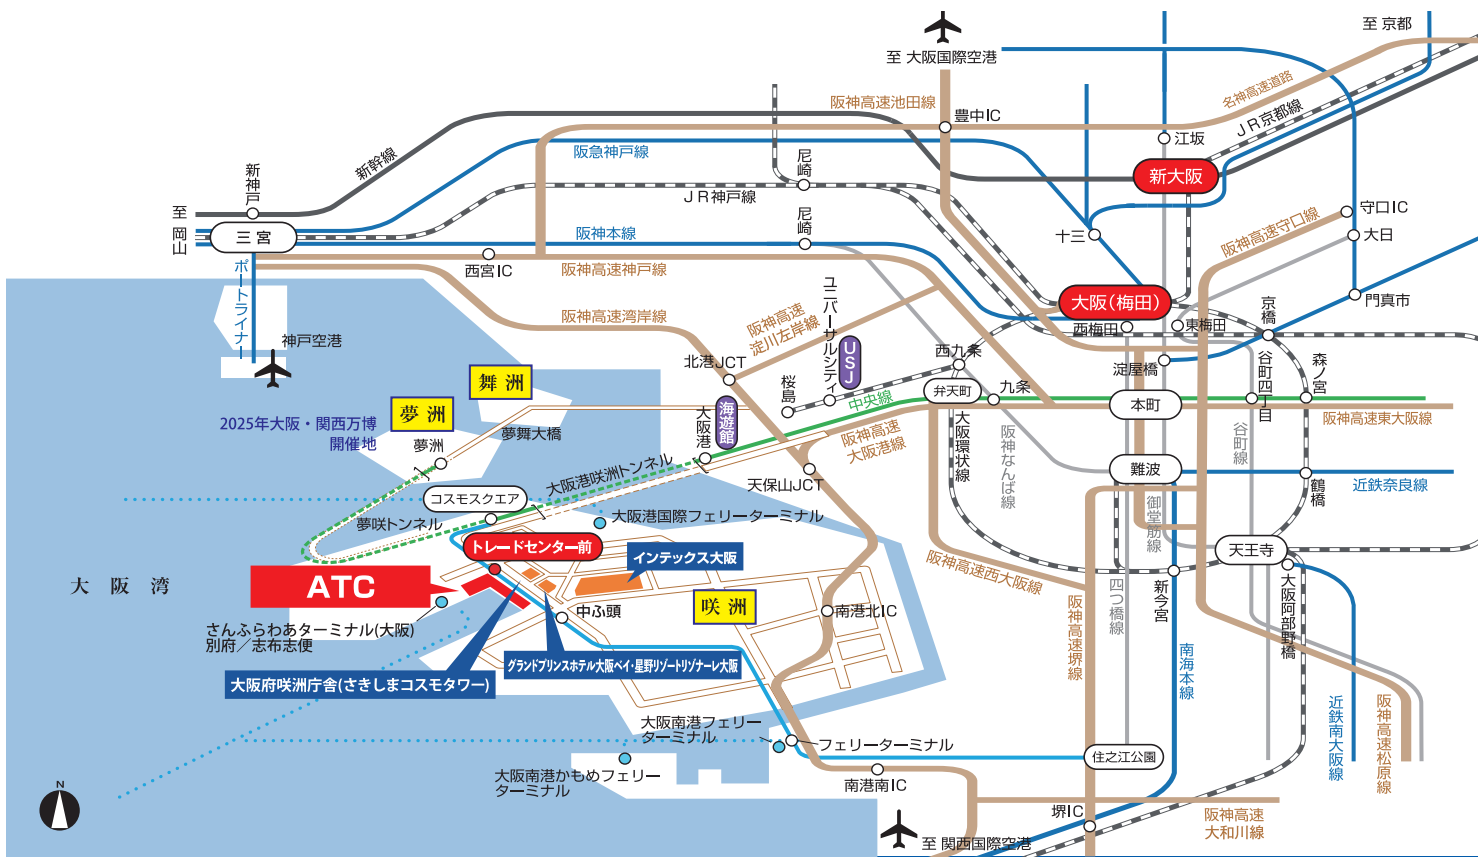 至 京都
至 大阪国際空港
阪神高速池田線
豊中IC
名神高速道路
JR京都線
江坂
新幹線
阪急神戸線
尼崎
新大阪
新神戸
JR神戸線
守口IC
至
岡山
三宮
阪神本線
尼崎
十三
阪神高速守口線
大日
西宮IC
阪神高速神戸線
ポートライナー
ユニバーサルシティ
大阪(梅田)
門真市
阪神高速湾岸線
阪神高速
淀川左岸線
西梅田
東梅田
京橋
神戸空港
北港JCT
USJ
西九条
淀屋橋
谷町四丁目
森ノ宮
舞洲
桜島
弁天町
九条
中央線
本町
夢洲
2025年大阪・関西万博
開催地
夢洲
夢舞大橋
大阪港
海遊館
阪神高速
大阪港線
大阪環状線
阪神なんば線
阪神高速東大阪線
谷町線
大阪港咲洲トンネル
天保山JCT
難波
近鉄奈良線
鶴橋
コスモスクエア
夢咲トンネル
大阪港国際フェリーターミナル
御堂筋線
トレードセンター前
インテックス大阪
阪神高速西大阪線
天王寺
大阪湾
ATC
咲洲
中ふ頭
南港北IC
阪神高速堺線
四つ橋線
新今宮
大阪阿部野橋
さんふらわあターミナル(大阪)
別府／志布志便
大阪府咲洲庁舎(さきしまコスモタワー)
グランドプリンスホテル大阪ベイ・星野リゾートリゾナーレ大阪
南海本線
近鉄南大阪線
阪神高速松原線
大阪南港フェリー
ターミナル
フェリーターミナル
住之江公園
大阪南港かもめフェリー
ターミナル
南港南IC
N
堺IC
阪神高速
大和川線
至 関西国際空港